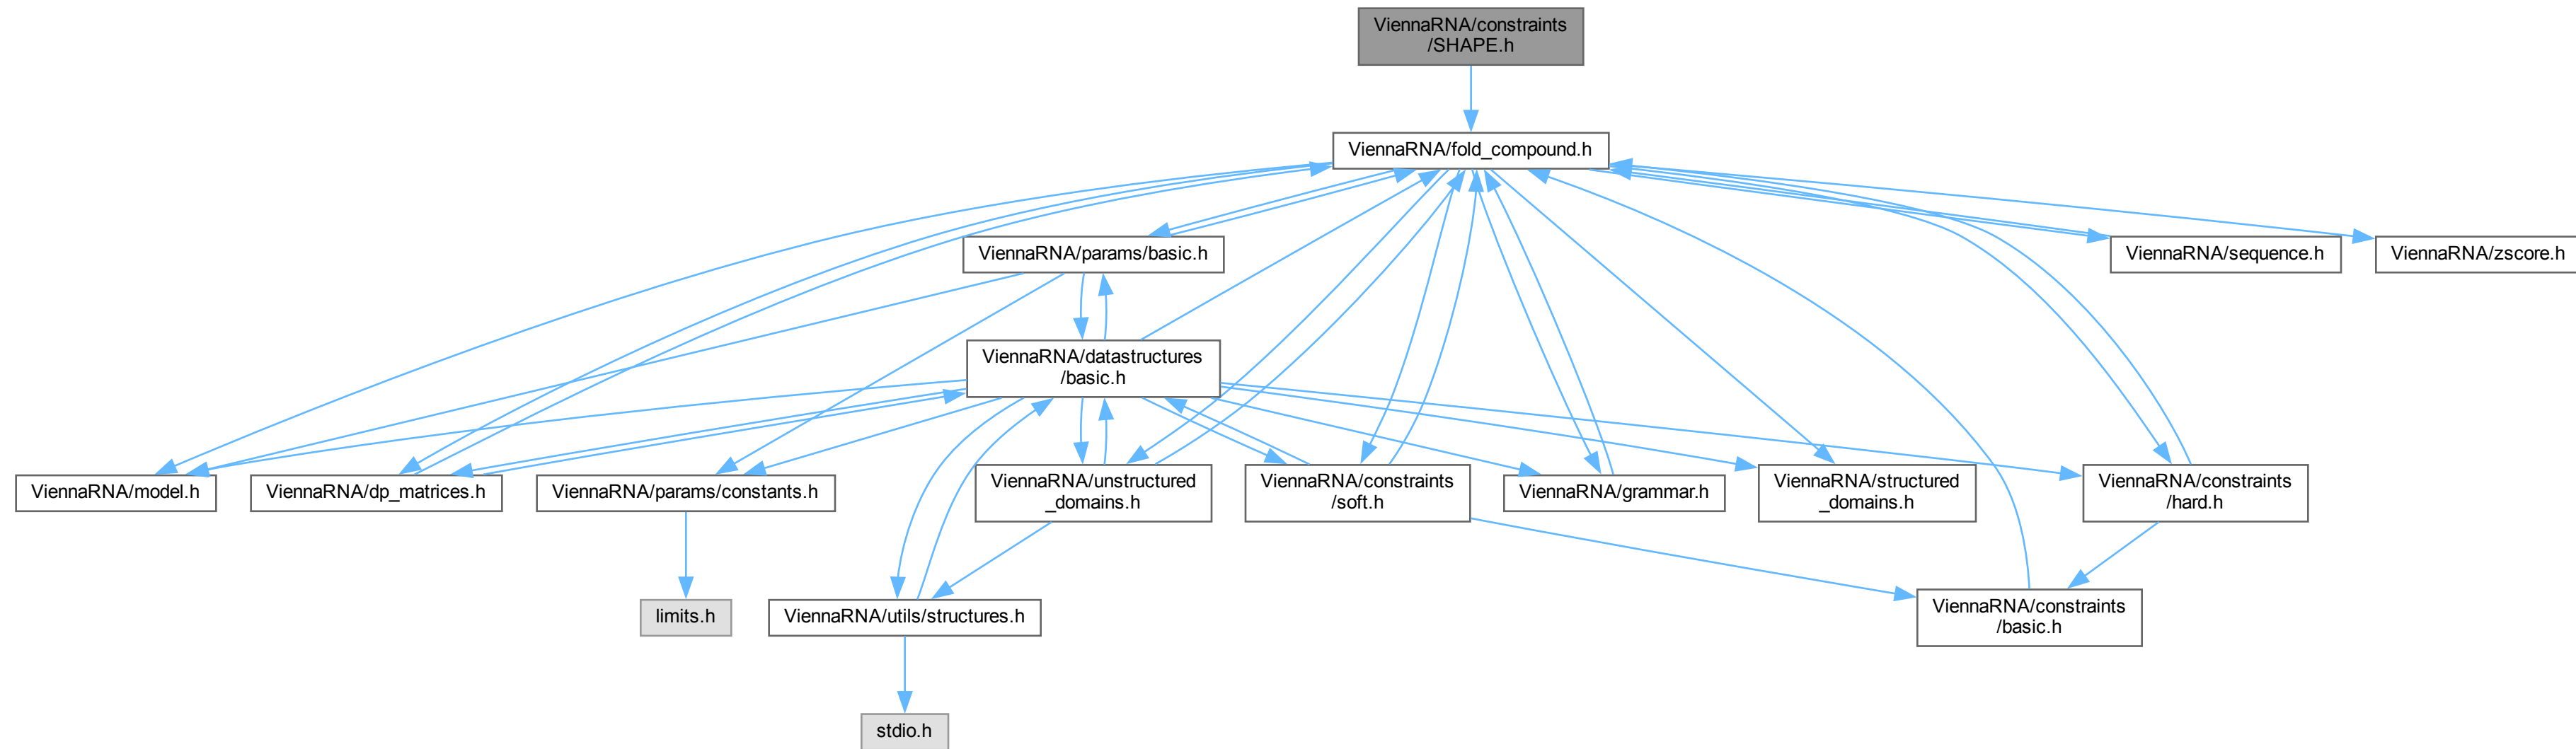 ViennaRNA/constraints
/SHAPE.h
ViennaRNA/fold_compound.h
ViennaRNA/params/basic.h
ViennaRNA/sequence.h
ViennaRNA/zscore.h
ViennaRNA/datastructures
/basic.h
ViennaRNA/model.h
ViennaRNA/dp_matrices.h
ViennaRNA/params/constants.h
ViennaRNA/unstructured
_domains.h
ViennaRNA/constraints
/soft.h
ViennaRNA/grammar.h
ViennaRNA/structured
_domains.h
ViennaRNA/constraints
/hard.h
limits.h
ViennaRNA/utils/structures.h
ViennaRNA/constraints
/basic.h
stdio.h